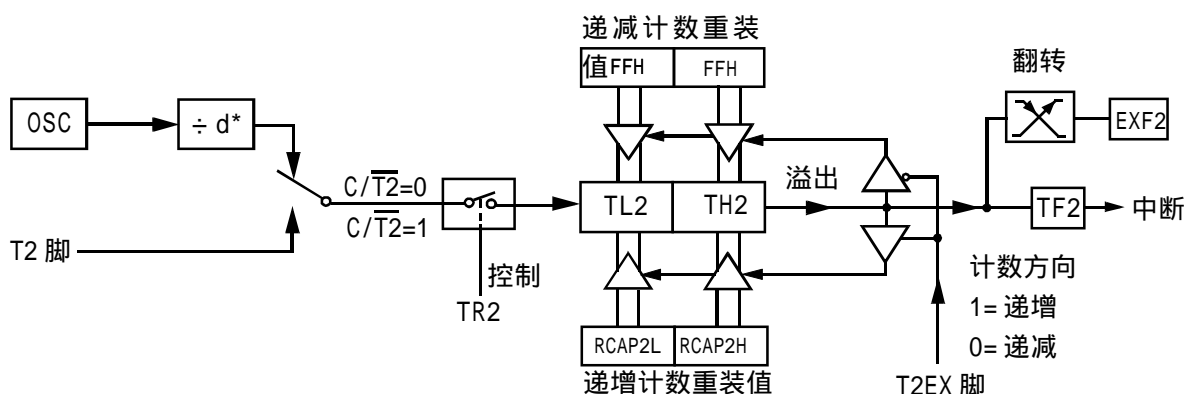 递减计数重装
值FFH
FFH
翻转
OSC
÷ d*
EXF2
C/T2̅=0
C/T2̅=1
TL2
TH2
溢出
TF2
中断
T2 脚
控制
TR2
计数方向
1= 递增
0= 递减
RCAP2L
RCAP2H
递增计数重装值
T2EX 脚